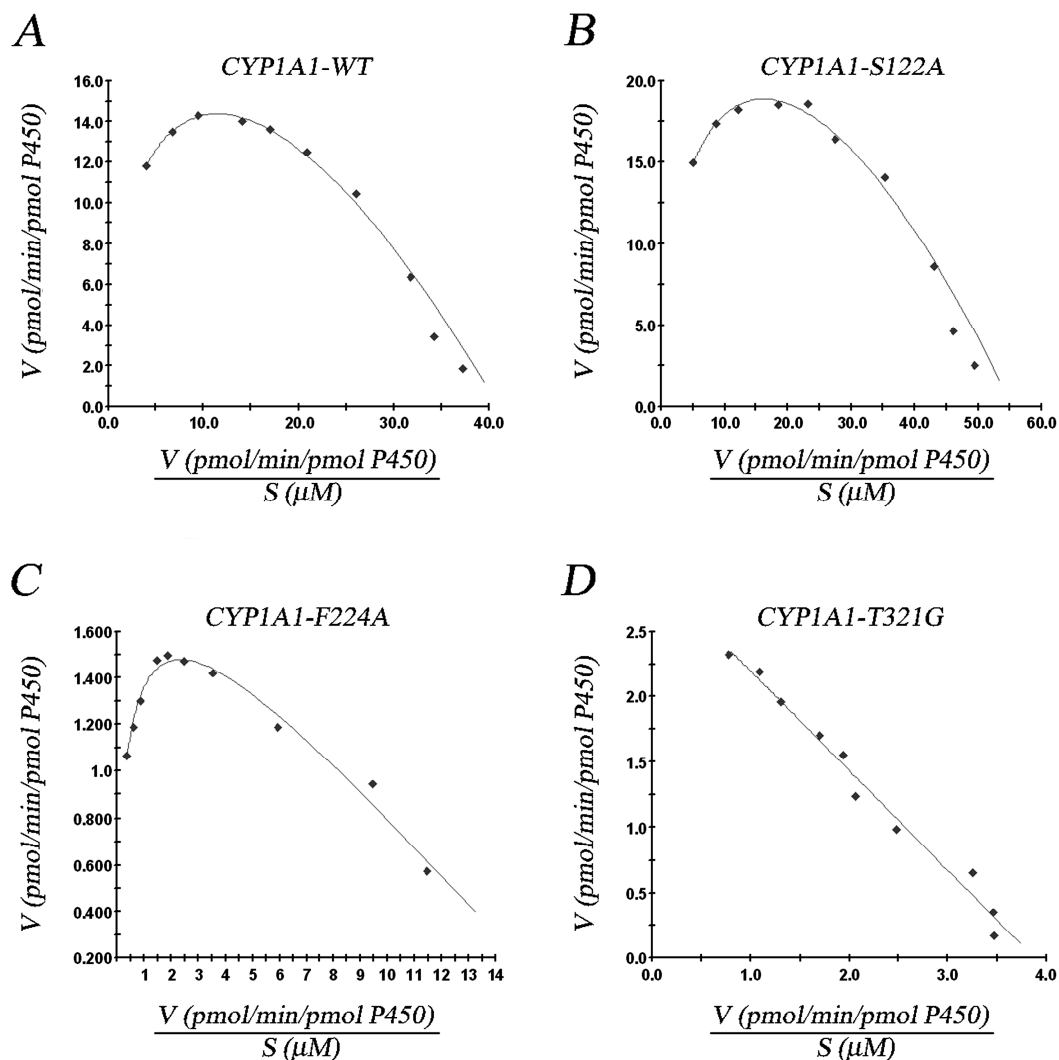 A
CYP1A1-WT
V (pmol/min/pmol P450)
16.0
14.0
12.0
10.0
8.0
6.0
4.0
2.0
0.0
0.0 10.0 20.0 30.0 40.0
V (pmol/min/pmol P450)
S (µM)
B
CYP1A1-S122A
V (pmol/min/pmol P450)
20.0
15.0
10.0
5.0
0.0
0.0 10.0 20.0 30.0 40.0 50.0 60.0
V (pmol/min/pmol P450)
S (µM)
C
CYP1A1-F224A
V (pmol/min/pmol P450)
1.600
1.400
1.200
1.0
0.800
0.600
0.400
0.200
1 2 3 4 5 6 7 8 9 10 11 12 13 14
V (pmol/min/pmol P450)
S (µM)
D
CYP1A1-T321G
V (pmol/min/pmol P450)
2.5
2.0
1.5
1.0
0.5
0.0
0.0 1.0 2.0 3.0 4.0
V (pmol/min/pmol P450)
S (µM)